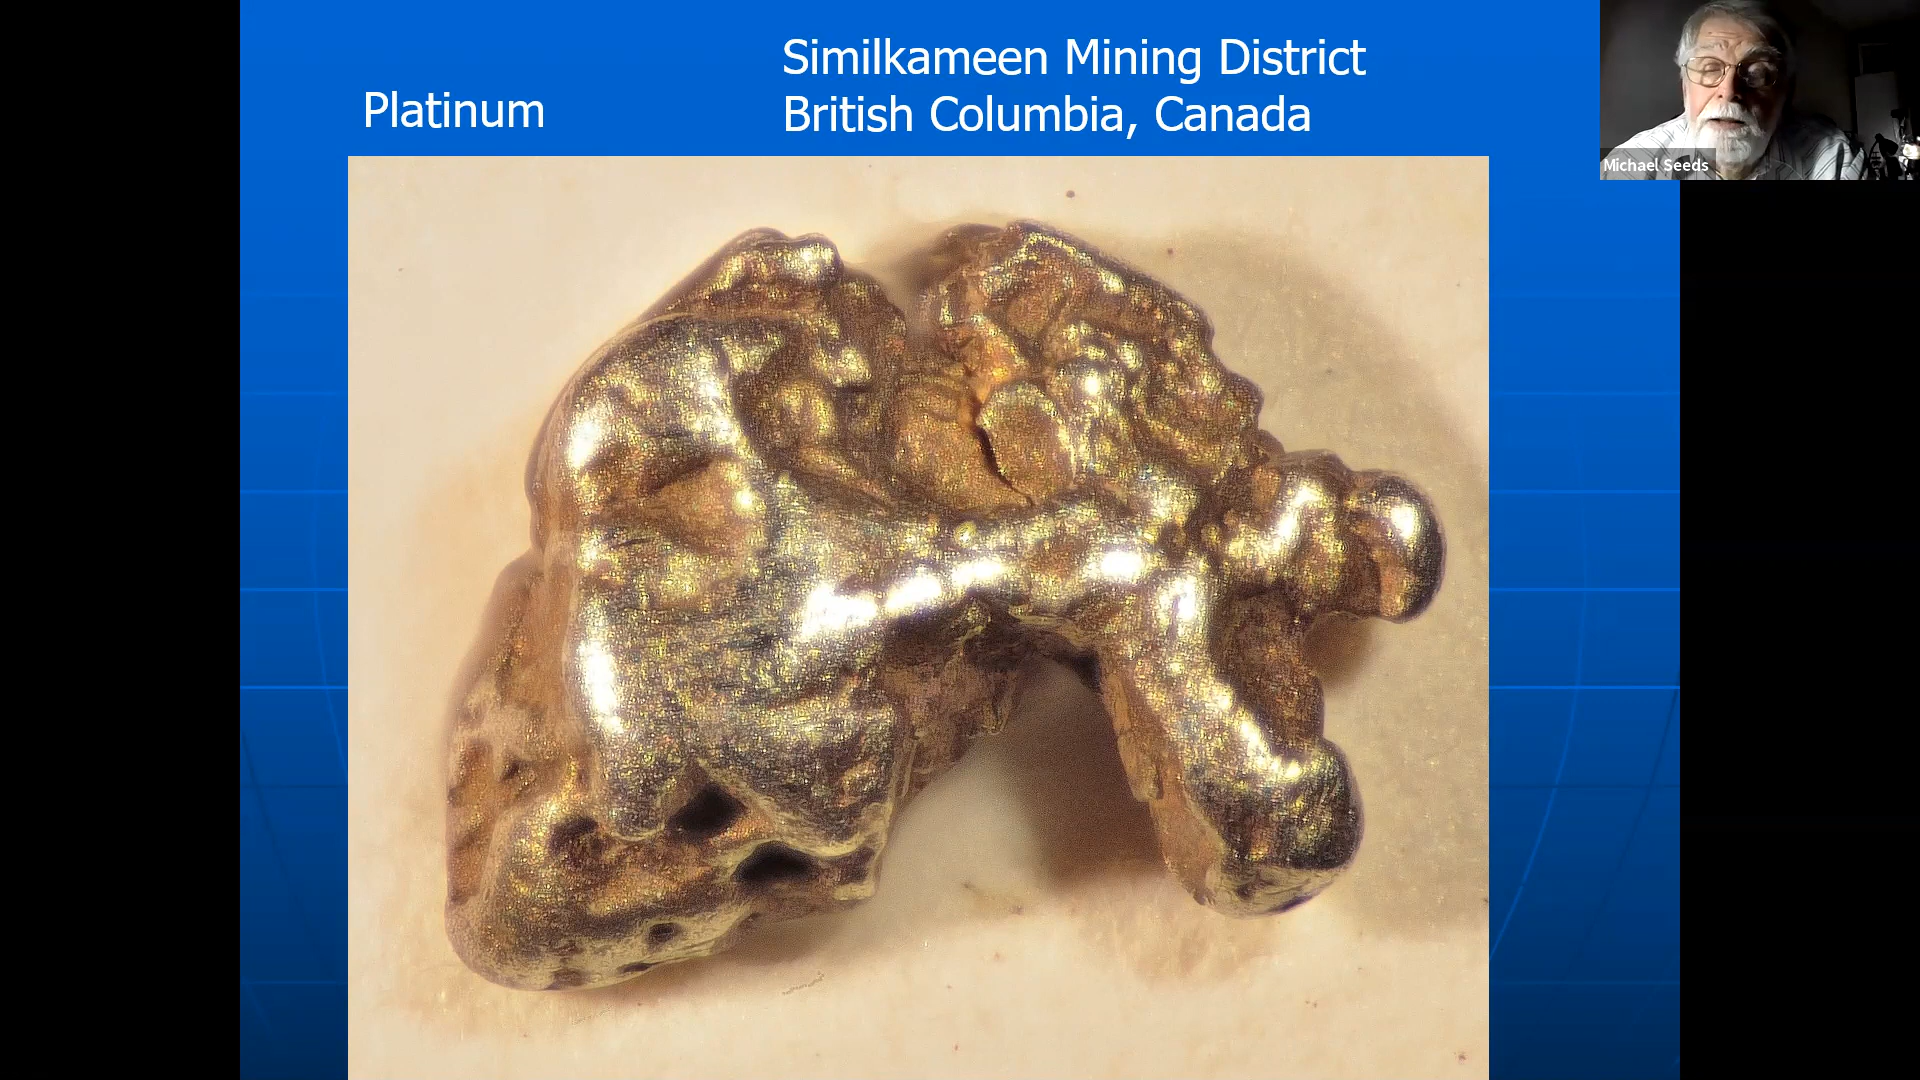 Platinum
Similkameen Mining District
British Columbia, Canada
Michael Seeds